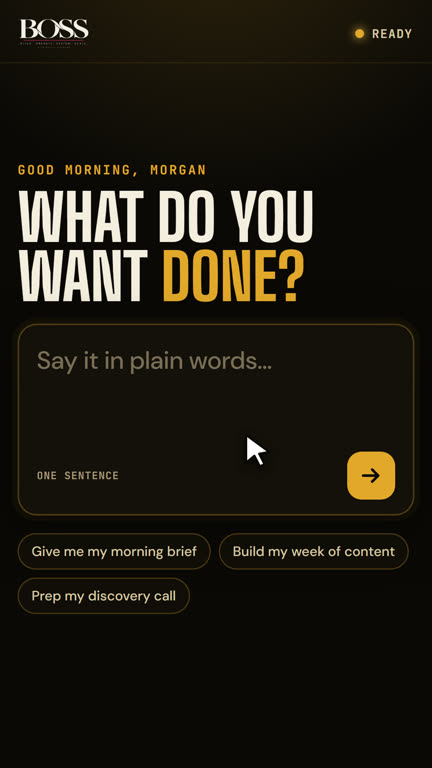 BOSS
READY
GOOD MORNING, MORGAN
WHAT DO YOU
WANT DONE?
Say it in plain words...
ONE SENTENCE
Give me my morning brief
Build my week of content
Prep my discovery call